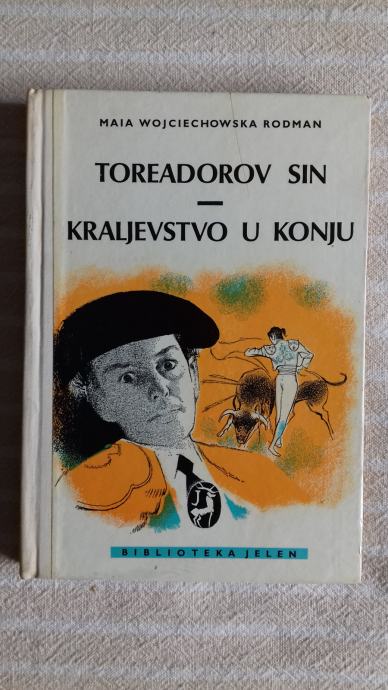 MAIA WOJCIECHOWSKA RODMAN
TOREADOROV SIN
—
KRALJEVSTVO U KONJU
BIBLIOTEKA JELEN